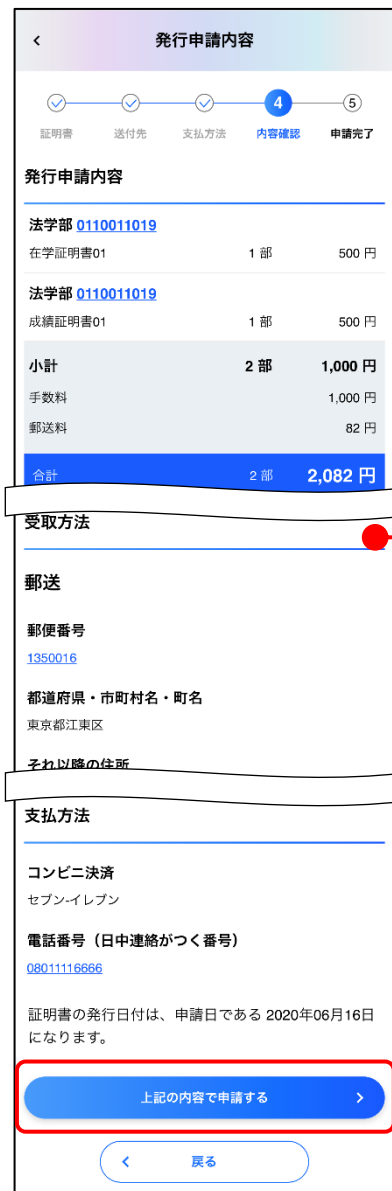 発行申請内容
4 5
証明書 送付先 支払方法 内容確認 申請完了
発行申請内容
法学部 0110011019
在学証明書01 1 部 500 円
法学部 0110011019
成績証明書01 1 部 500 円
小計 2 部 1,000 円
手数料 1,000 円
郵送料 82 円
合計 2 部 2,082 円
受取方法
郵送
郵便番号
1350016
都道府県・市町村名・町名
東京都江東区
それ以降の住所
支払方法
コンビニ決済
セブン-イレブン
電話番号（日中連絡がつく番号）
08011116666
証明書の発行日付は、申請日である 2020年06月16日
になります。
上記の内容で申請する
戻る